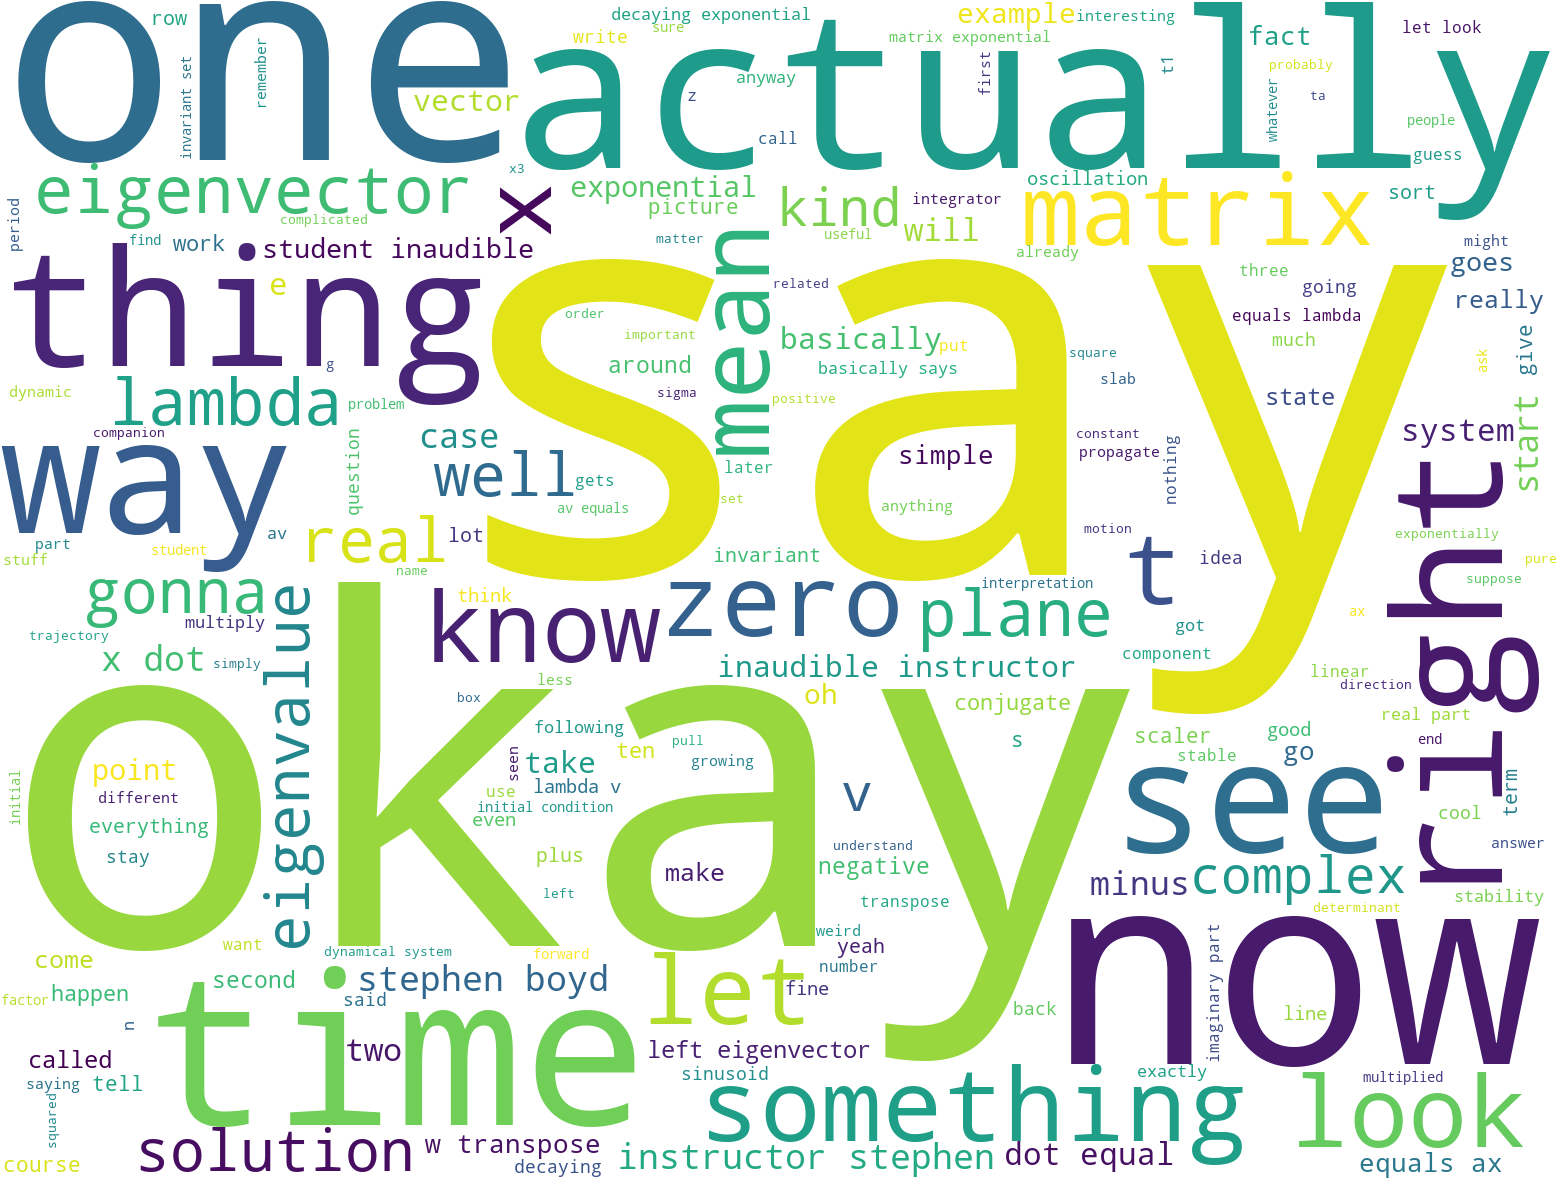 one
actually
row
decaying exponential
sure
write
example
interesting
matrix exponential
fact
let look
invariant set
remember
vector
anyway
z
first
t1
probably
ta
whatever
people
call
guess
eigenvector
x3
x
exponential
picture
kind
will
integrator
oscillation
matrix
sort
period
complicated
find
work
student inaudible
matter
useful
already
might
goes
thing
e
say
mean
related
three
going
really
order
important
basically
put
equals lambda
much
g
around
basically says
square
slab
ask
give
dynamic
lambda
problem
sigma
positive
state
start
companion
way
question
case
well
gets
later
simple
constant
propagate
nothing
system
right
av
av equals
set
anything
part
stuff
student
real
lot
invariant
motion
t
idea
exponentially
pure
name
gonna
eigenvalue
think
know
zero
interpretation
plane
suppose
multiply
ax
trajectory
got
x dot
simply
okay
less
inaudible instructor
component
linear
direction
box
oh
conjugate
real part
following
ten
pull
s
scaler
good
end
point
seen
take
growing
stable
go
see
initial
different
use
lambda v
v
term
everything
initial condition
even
cool
stay
understand
answer
plus
make
negative
minus
complex
left
transpose
stability
determinant
now
want
dynamical system
forward
weird
yeah
come
second
stephen boyd
let
number
imaginary part
factor
happen
said
fine
back
line
n
time
two
left eigenvector
called
saying
tell
sinusoid
exactly
multiplied
something
look
squared
solution
w transpose
course
decaying
instructor stephen
dot equal
equals ax